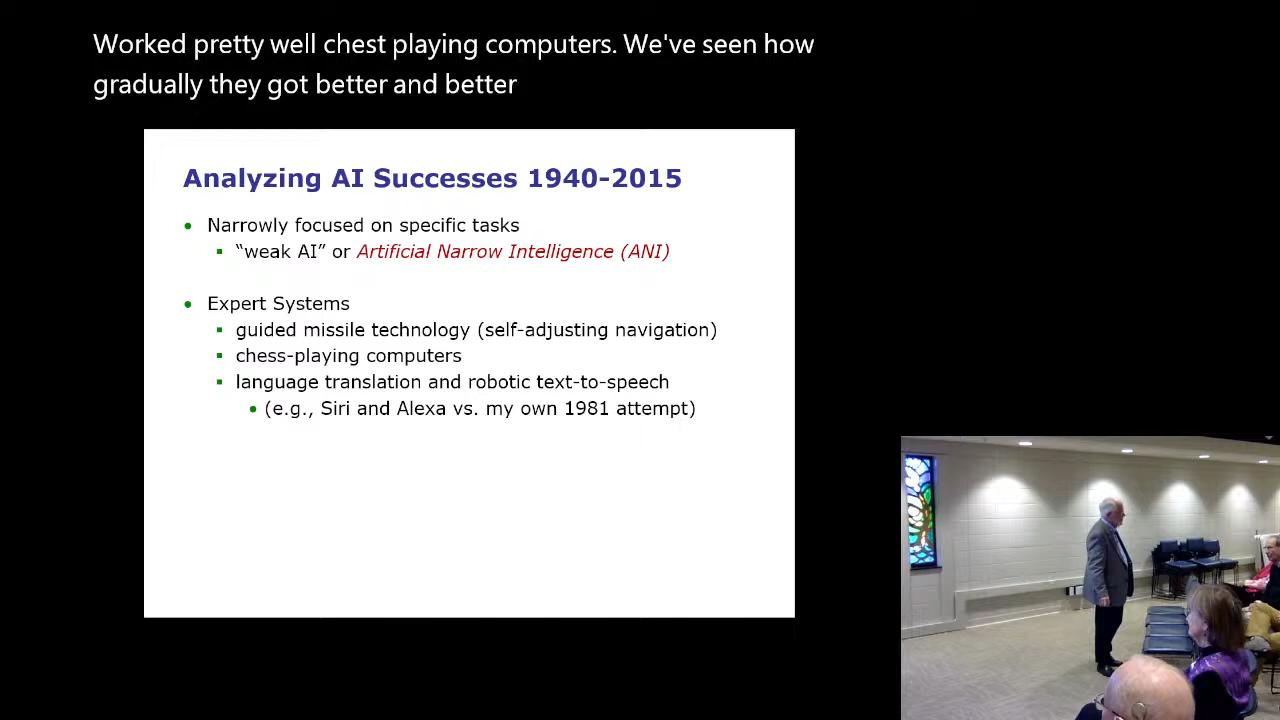 Worked pretty well chest playing computers. We've seen how
gradually they got better and better
Analyzing AI Successes 1940-2015
• Narrowly focused on specific tasks
▪ “weak AI” or Artificial Narrow Intelligence (ANI)
• Expert Systems
▪ guided missile technology (self-adjusting navigation)
▪ chess-playing computers
▪ language translation and robotic text-to-speech
• (e.g., Siri and Alexa vs. my own 1981 attempt)